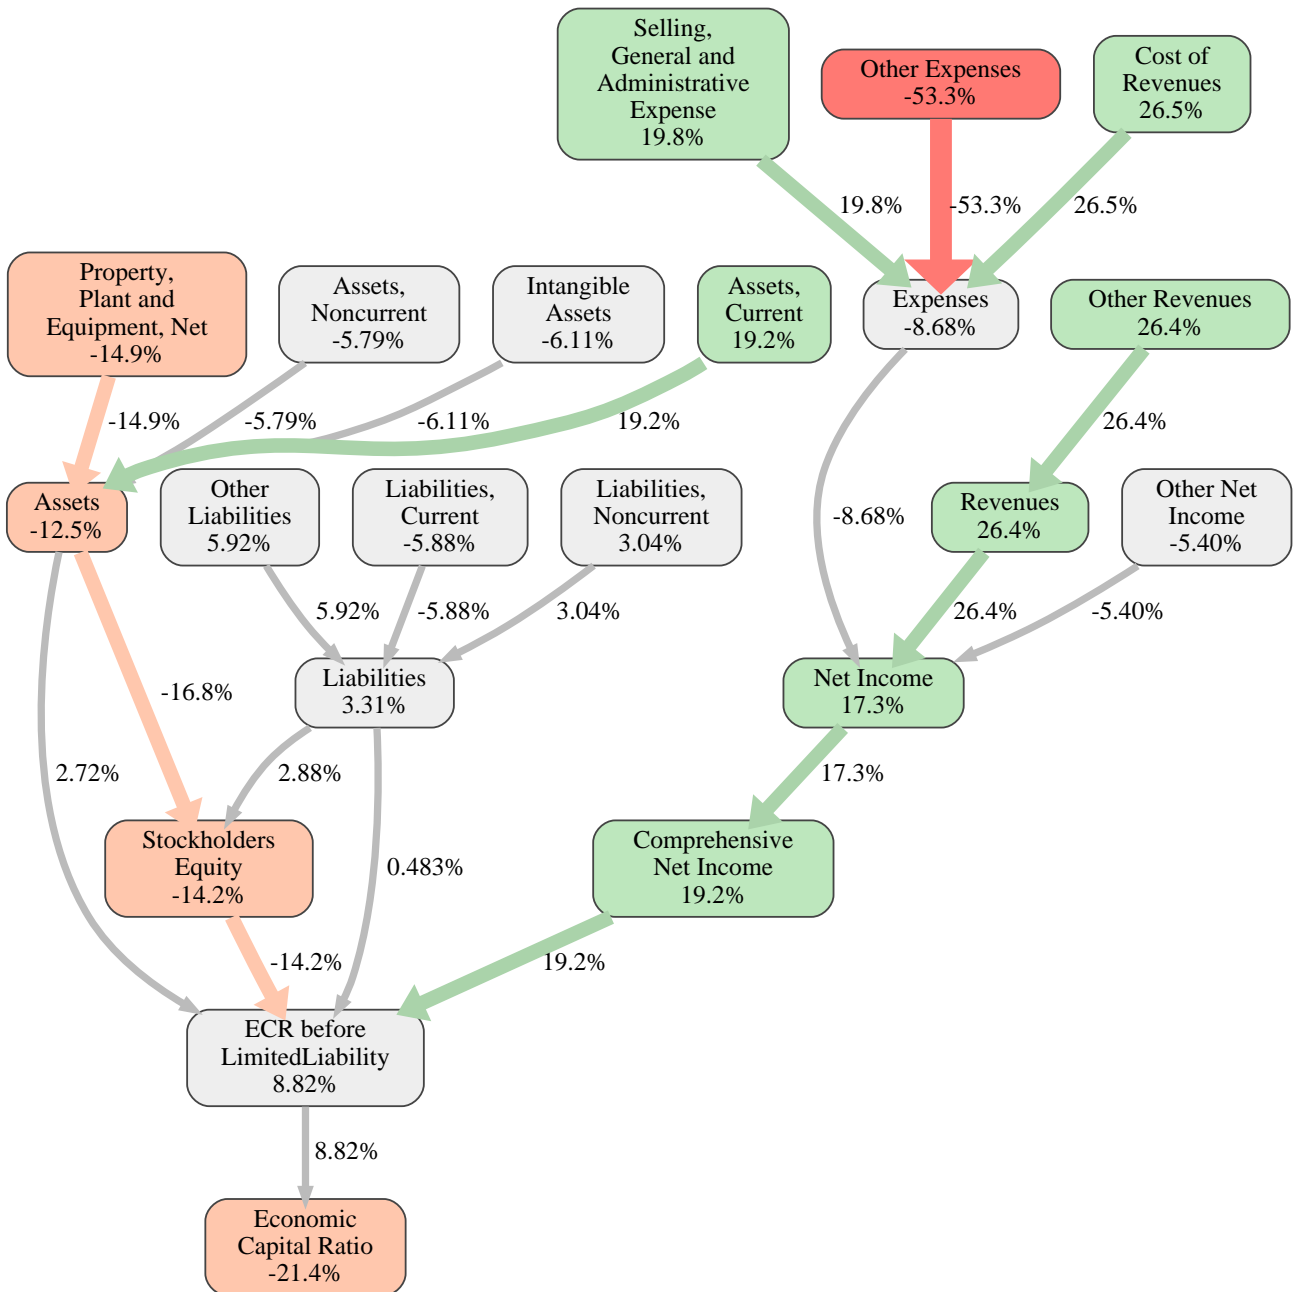 Selling,
General and
Administrative
Expense
19.8%
Other Expenses
-53.3%
Cost of
Revenues
26.5%
19.8%
-53.3%
26.5%
Property,
Plant and
Equipment, Net
-14.9%
Assets,
Noncurrent
-5.79%
Intangible
Assets
-6.11%
Assets,
Current
19.2%
Expenses
-8.68%
Other Revenues
26.4%
-14.9%
-5.79%
-6.11%
19.2%
26.4%
Assets
-12.5%
Other
Liabilities
5.92%
Liabilities,
Current
-5.88%
Liabilities,
Noncurrent
3.04%
-8.68%
Revenues
26.4%
Other Net
Income
-5.40%
5.92%
-5.88%
3.04%
26.4%
-5.40%
-16.8%
Liabilities
3.31%
Net Income
17.3%
2.72%
2.88%
17.3%
Stockholders
Equity
-14.2%
0.483%
Comprehensive
Net Income
19.2%
-14.2%
19.2%
ECR before
LimitedLiability
8.82%
8.82%
Economic
Capital Ratio
-21.4%